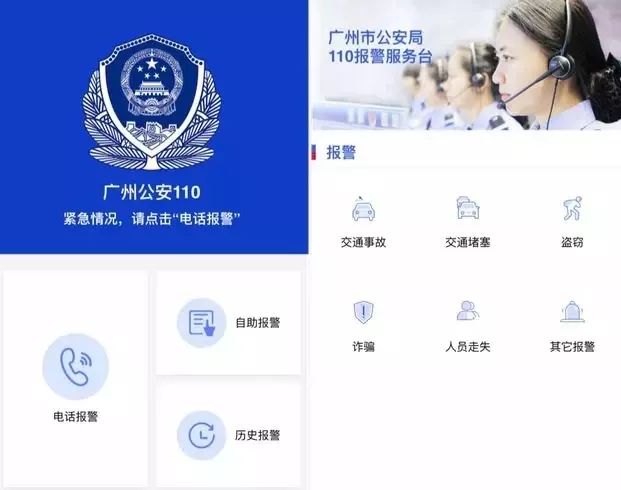 广州公安110
紧急情况，请点击“电话报警”
电话报警
自助报警
历史报警
广州市公安局
110报警服务台
报警
交通事故
交通堵塞
盗窃
诈骗
人员走失
其它报警